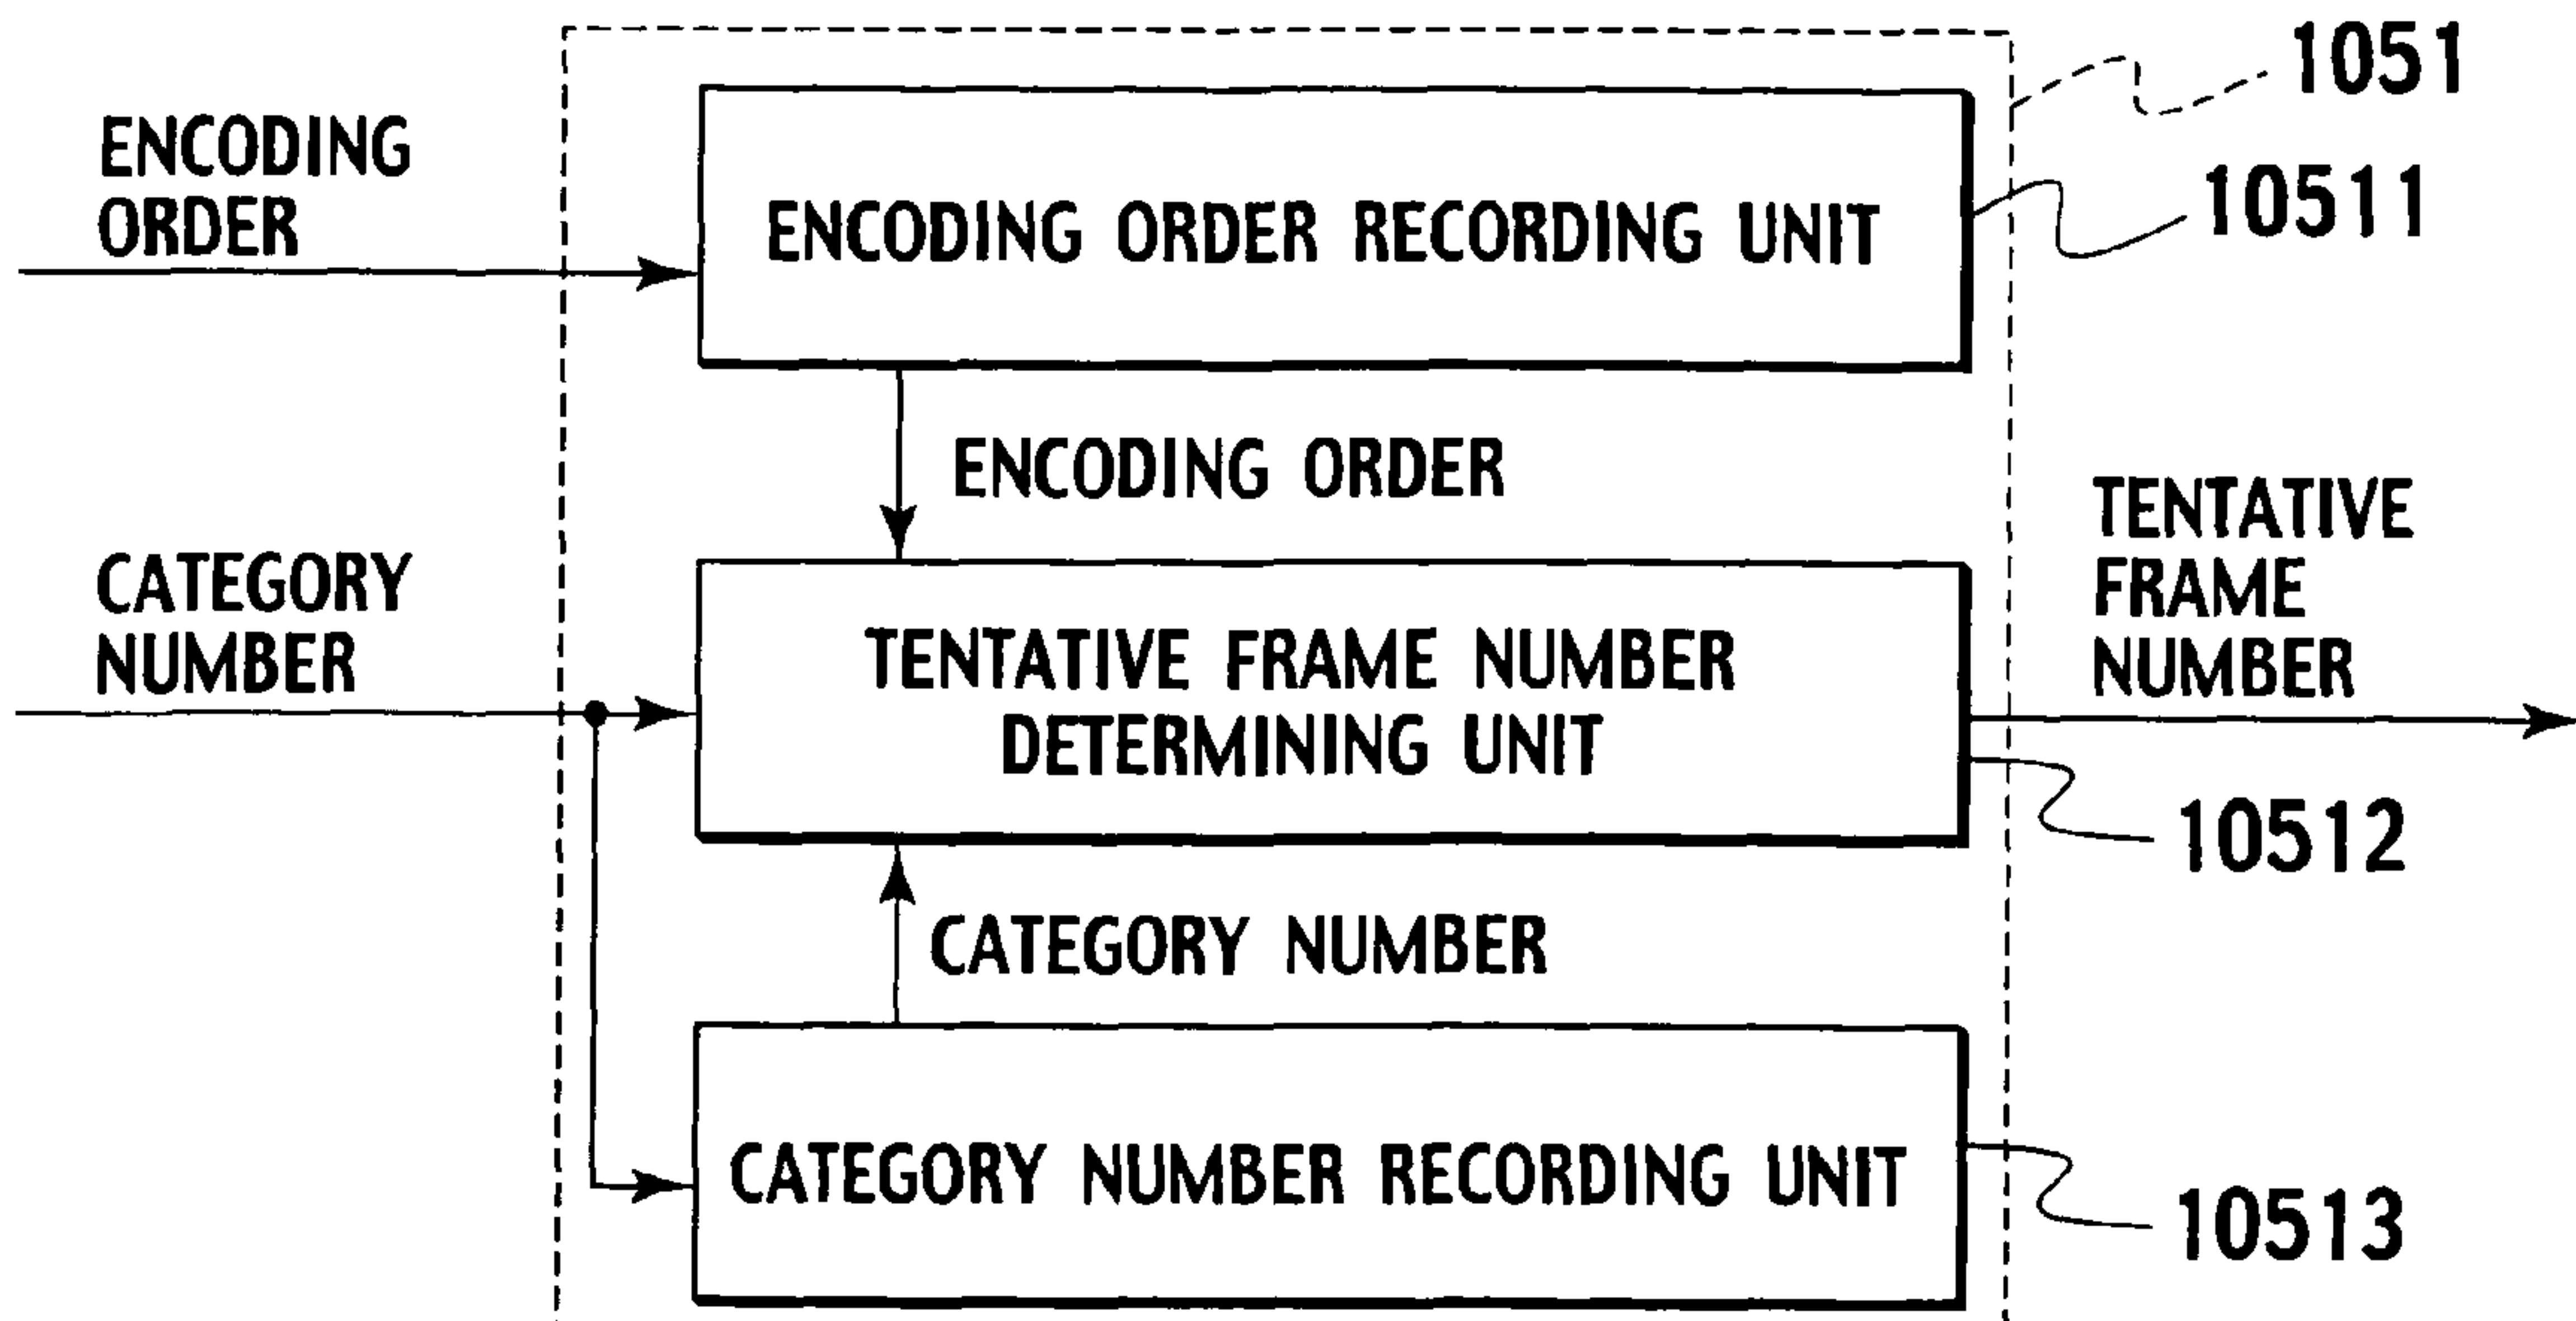 1051
ENCODING
ORDER
ENCODING ORDER RECORDING UNIT
10511
ENCODING ORDER
CATEGORY
NUMBER
TENTATIVE FRAME NUMBER
DETERMINING UNIT
TENTATIVE
FRAME
NUMBER
10512
CATEGORY NUMBER
CATEGORY NUMBER RECORDING UNIT
10513